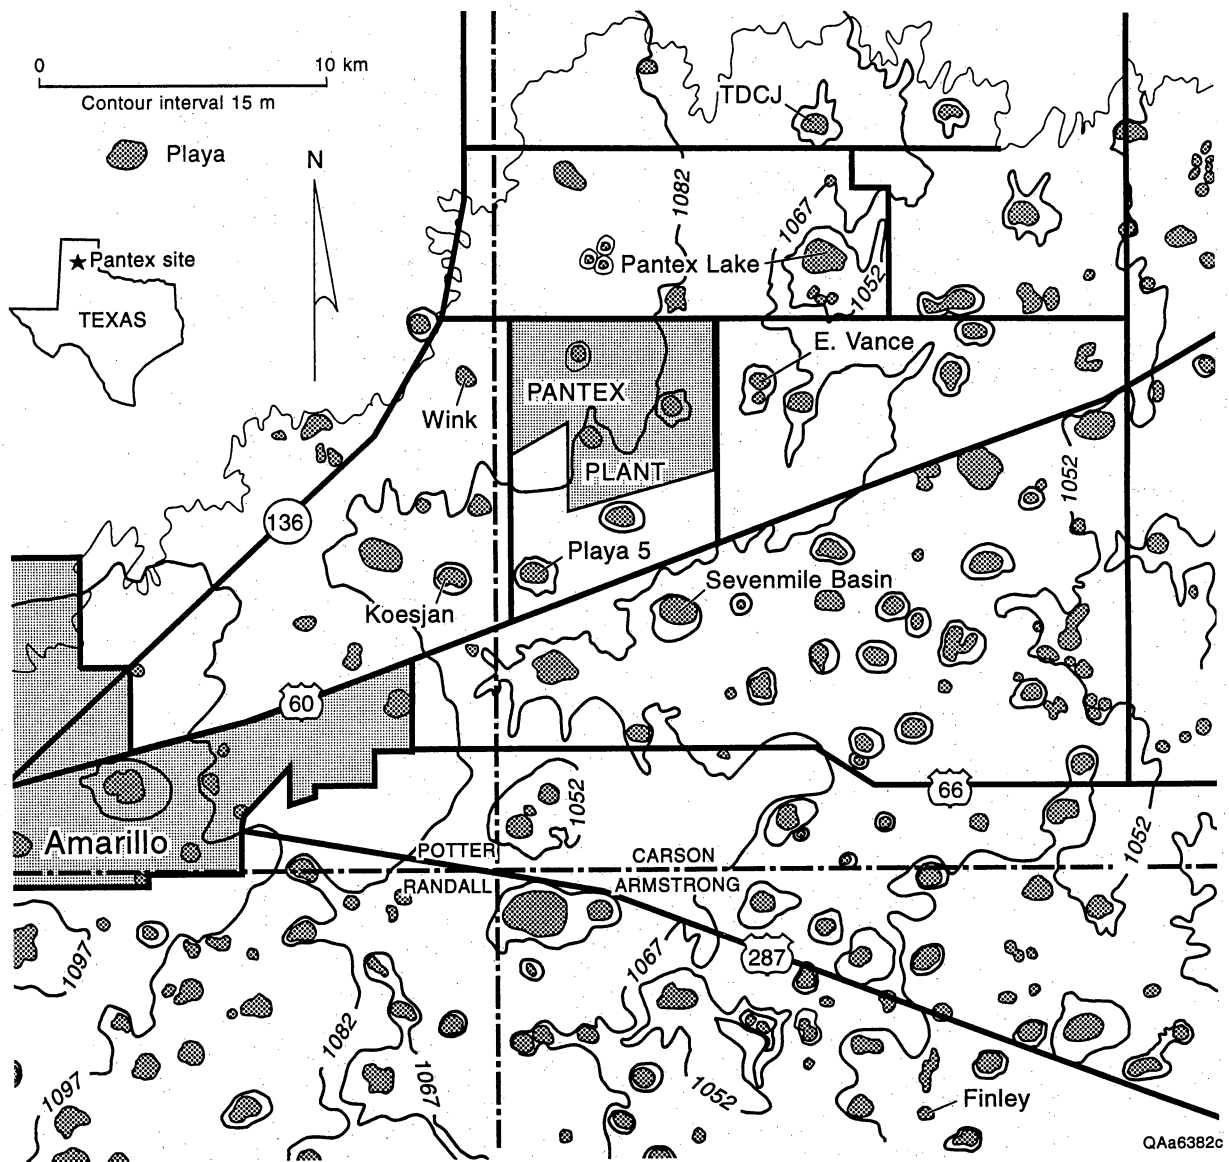 0
10 km
Contour interval 15 m
Playa
N
Pantex site
TEXAS
TDCJ
1082
1067
Pantex Lake
1052
E. Vance
PANTEX
Wink
PLANT
1052
136
Playa 5
Koesjan
Sevenmile Basin
60
66
1052
1052
Amarillo
POTTER
CARSON
RANDALL
ARMSTRONG
1097
1067
287
1082
1067
1097
1052
Finley
QAa6382c